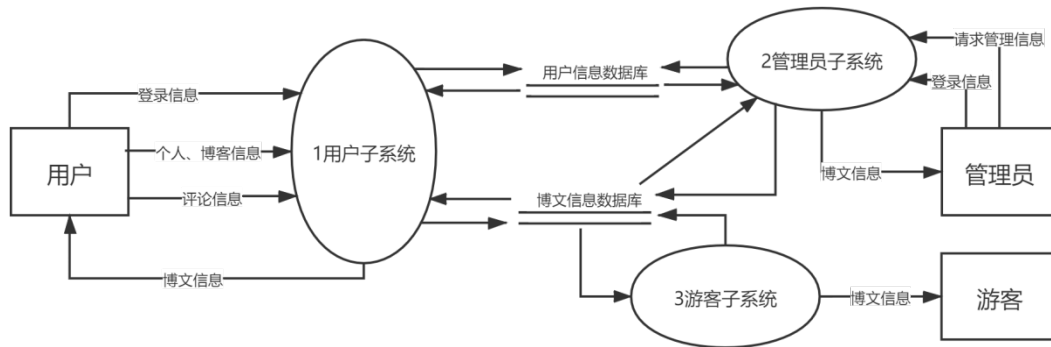 请求管理信息
2管理员子系统
用户信息数据库
登录信息
登录信息
个人、博客信息
1用户子系统
用户
评论信息
博文信息
管理员
博文信息数据库
博文信息
3游客子系统
博文信息
游客